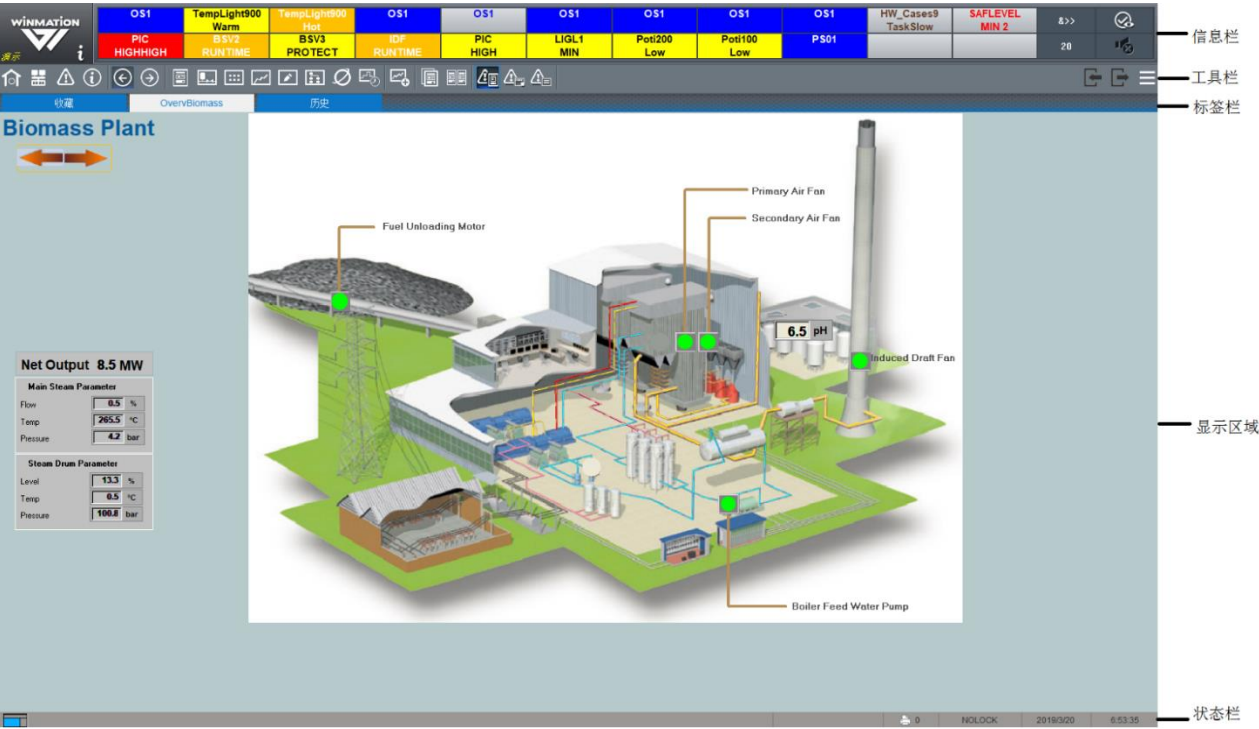 WINMATION
演示
i
OS1 TempLight900 Warm TempLight900 Hot OS1 OS1 OS1 OS1 OS1 OS1 HW_Cases9 TaskSlow SAFLEVEL MIN 2 &>>
PIC HIGHHIGH BSV2 RUNTIME BSV3 PROTECT IDF RUNTIME PIC HIGH LIGL1 MIN Poti200 Low Poti100 Low PS01 20
信息栏
工具栏
收藏 OvervBiomass 历史
标签栏
Biomass Plant
Primary Air Fan
Secondary Air Fan
Fuel Unloading Motor
6.5 pH
Induced Draft Fan
Net Output 8.5 MW
Main Steam Parameter
Flow 0.5 %
Temp 265.5 °C
Pressure 4.2 bar
Steam Drum Parameter
Level 13.3 %
Temp 0.5 °C
Pressure 100.8 bar
显示区域
Boiler Feed Water Pump
0 NOLOCK 2019/3/20 6:53:35
状态栏